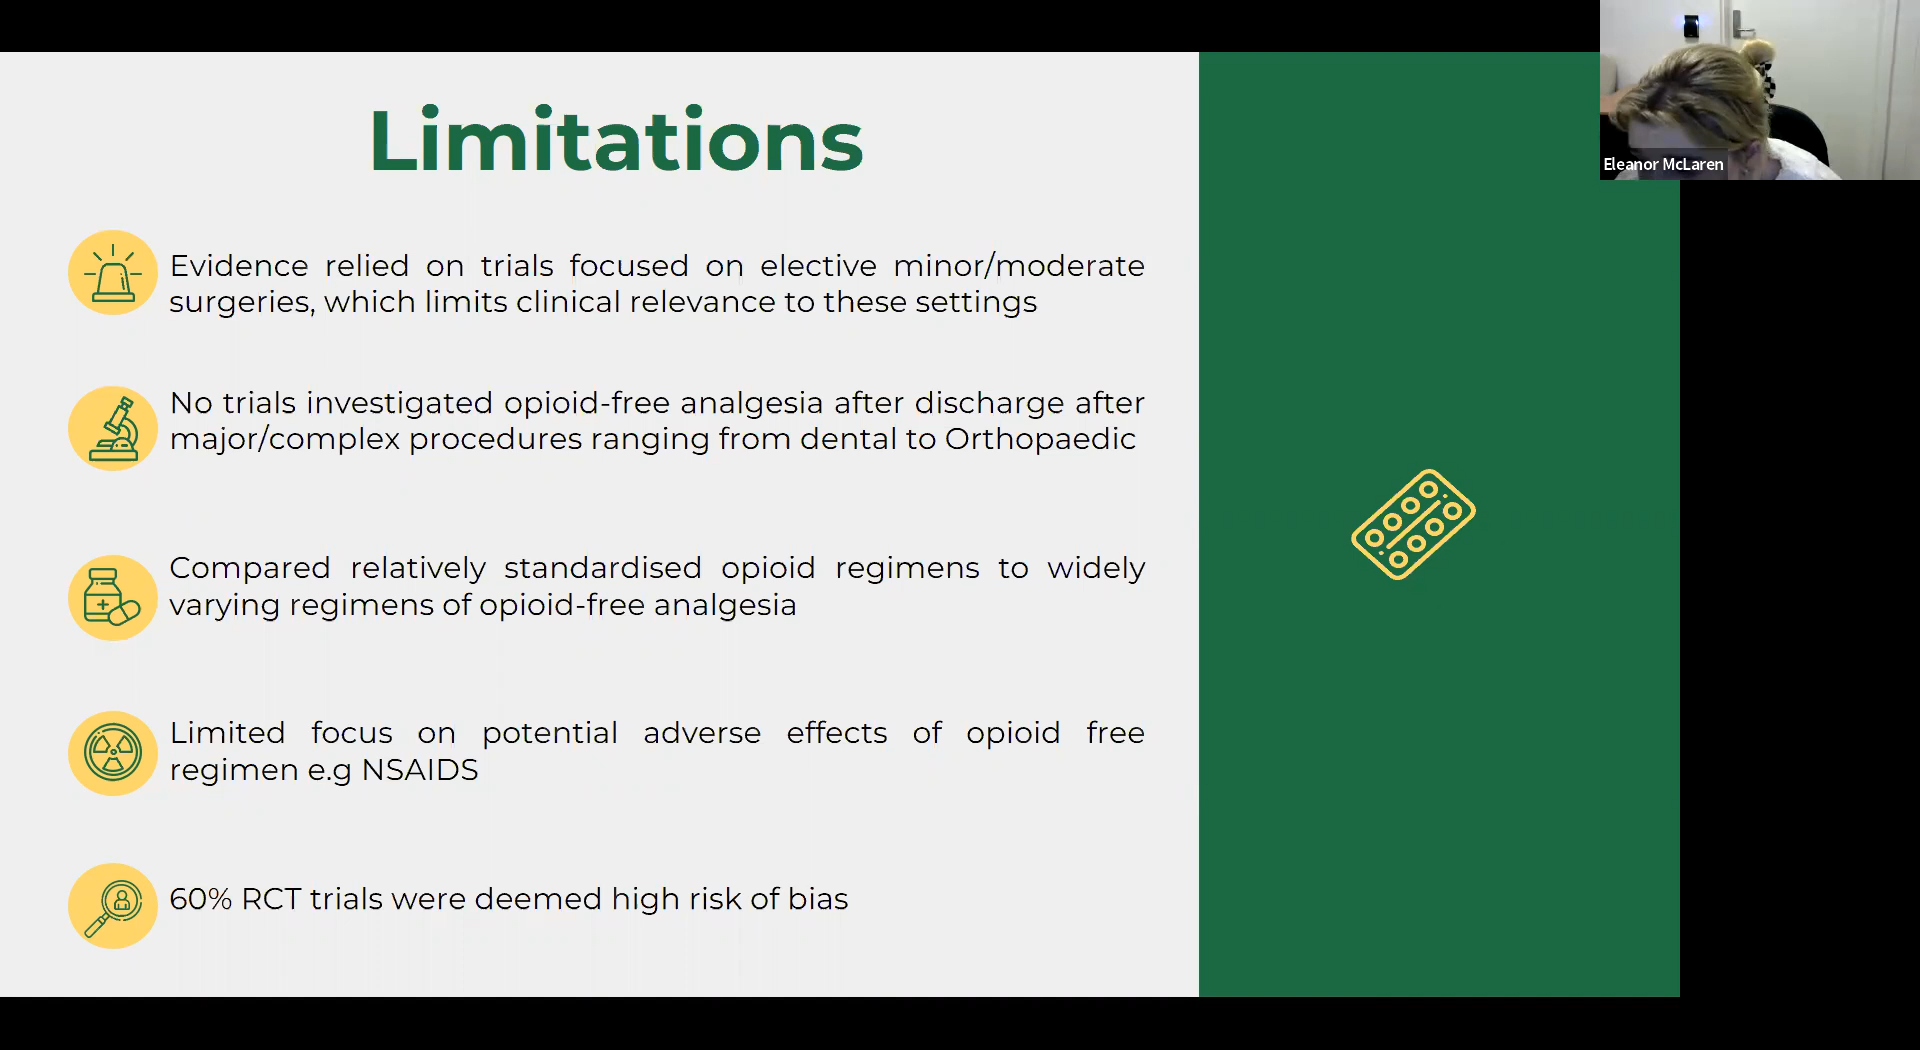 Limitations
Evidence relied on trials focused on elective minor/moderate
surgeries, which limits clinical relevance to these settings
No trials investigated opioid-free analgesia after discharge after
major/complex procedures ranging from dental to Orthopaedic
Compared relatively standardised opioid regimens to widely
varying regimens of opioid-free analgesia
Limited focus on potential adverse effects of opioid free
regimen e.g NSAIDS
60% RCT trials were deemed high risk of bias
Eleanor McLaren